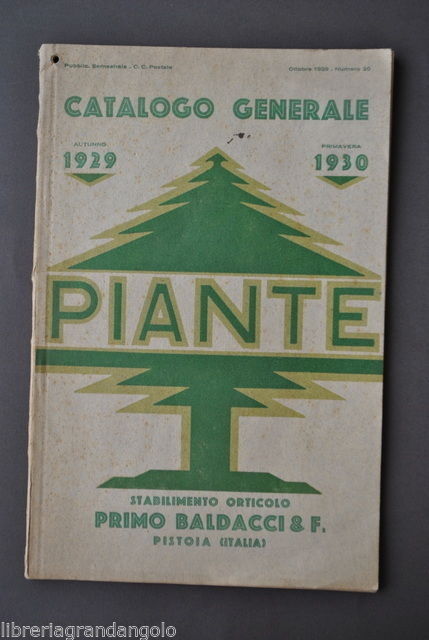 Pubblic. Semestrale - C. C. Postale
Ottobre 1929 - Numero 20
CATALOGO GENERALE
AUTUNNO
1929
PRIMAVERA
1930
PIANTE
STABILIMENTO ORTICOLO
PRIMO BALDACCI & F.
PISTOIA (ITALIA)
libreriagrandangolo